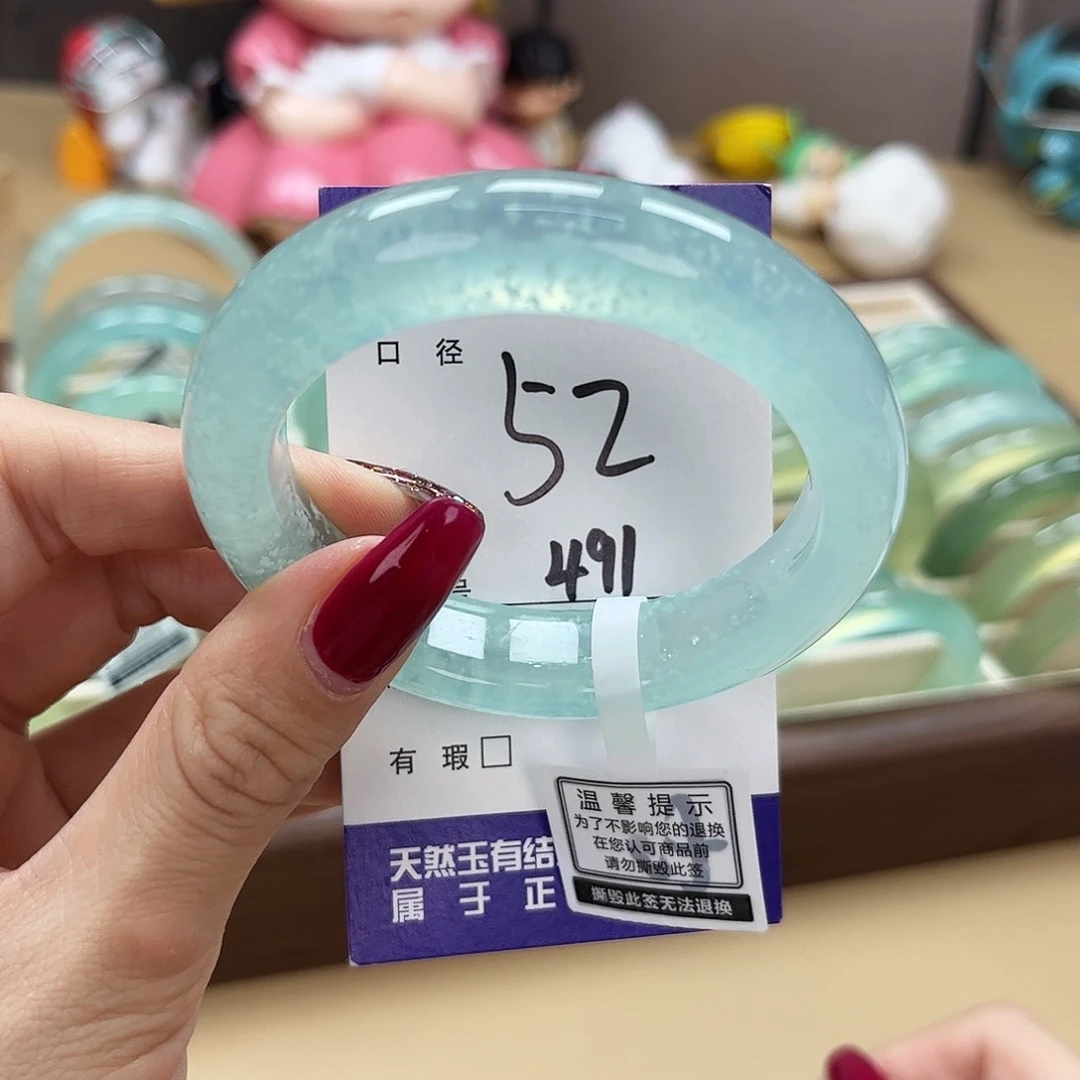 口 径
52
491
有 瑕□
天然玉有结
属 于 正
温馨提示
为了不影响您的退换
在您认可商品前
请勿撕毁此签
撕毁此签无法退换